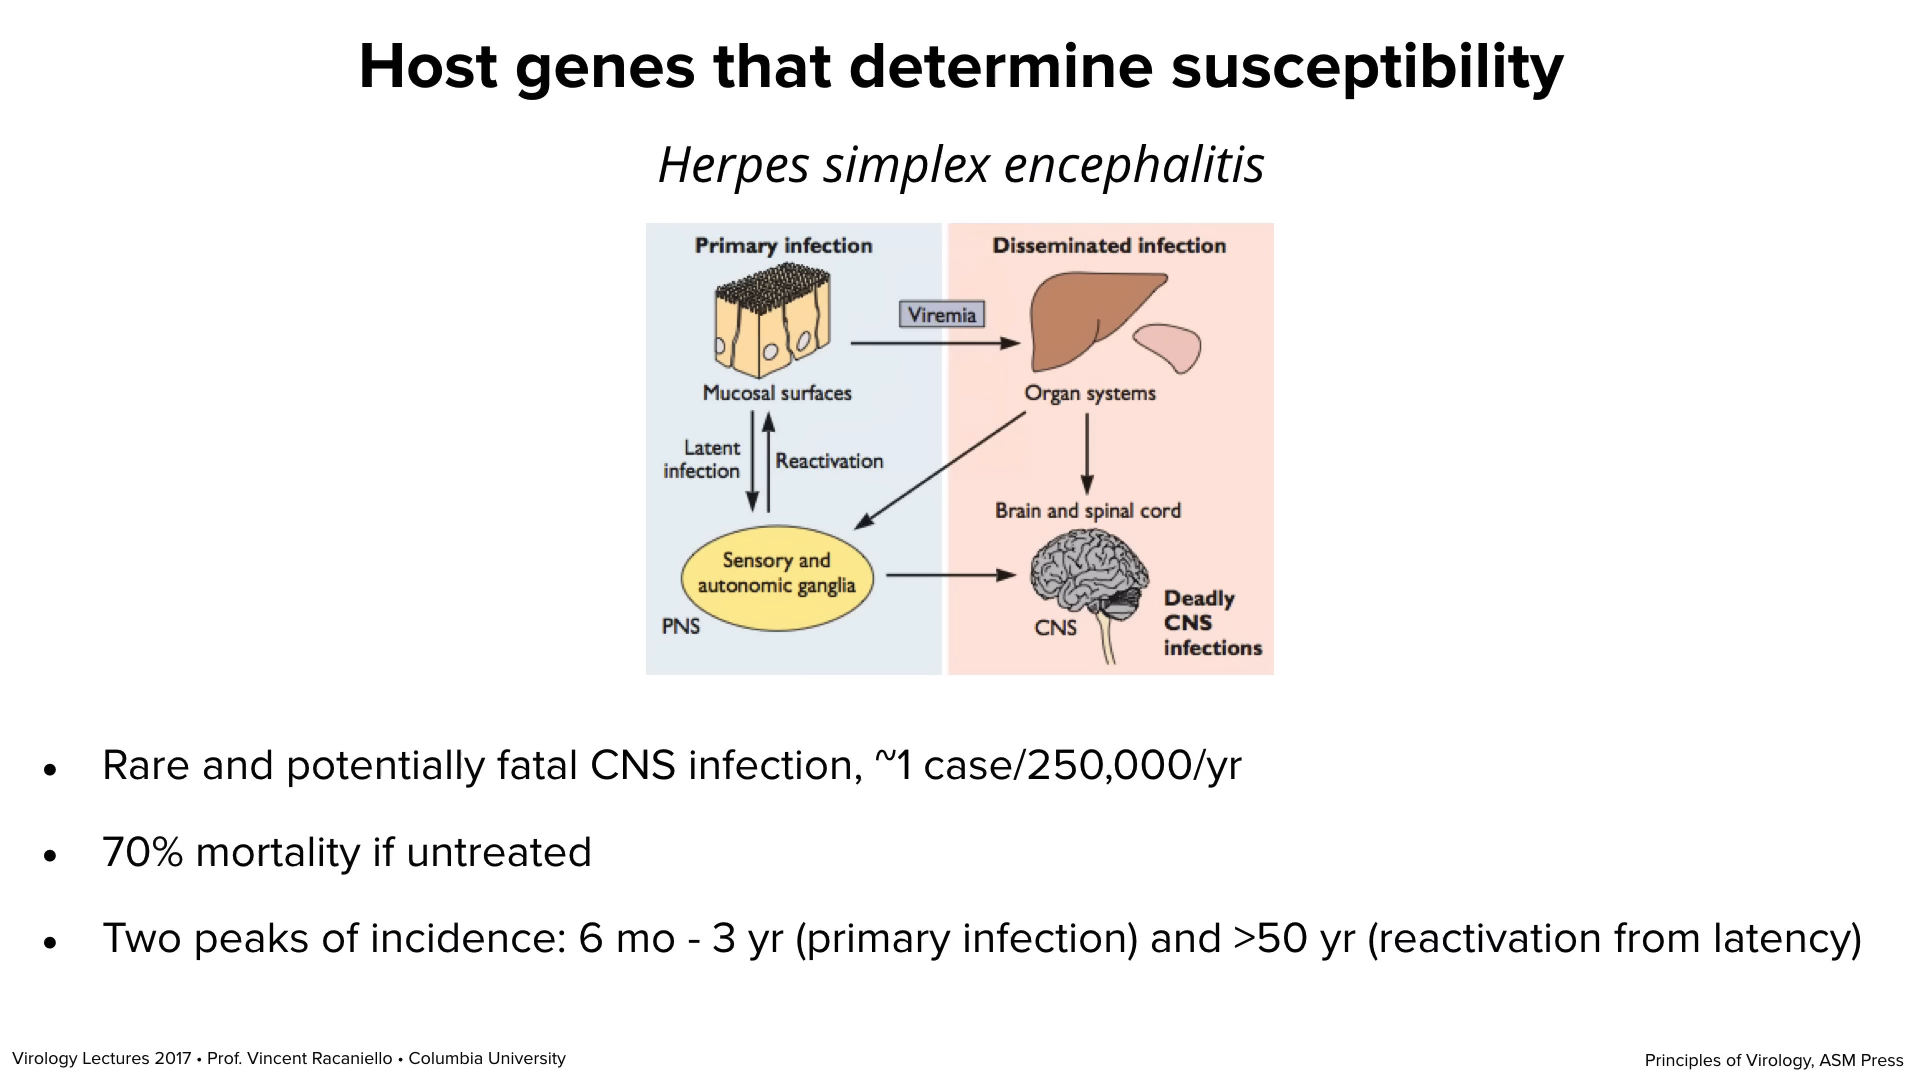 Host genes that determine susceptibility
Herpes simplex encephalitis
Primary infection
Disseminated infection
Viremia
Mucosal surfaces
Organ systems
Latent
infection
Reactivation
Brain and spinal cord
Sensory and
autonomic ganglia
PNS
CNS
Deadly
CNS
infections
• Rare and potentially fatal CNS infection, ~1 case/250,000/yr
• 70% mortality if untreated
• Two peaks of incidence: 6 mo - 3 yr (primary infection) and >50 yr (reactivation from latency)
Virology Lectures 2017 • Prof. Vincent Racaniello • Columbia University
Principles of Virology, ASM Press